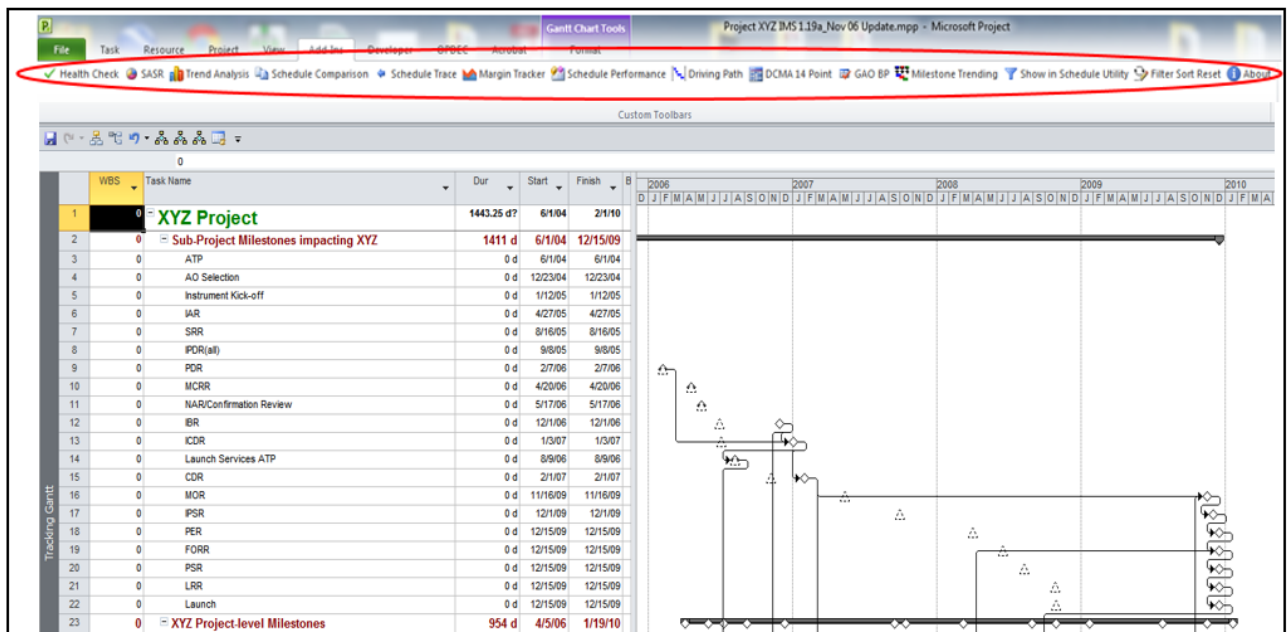 Gantt Chart Tools Project XYZ IMS 1.19a_Nov 06 Update.mpp - Microsoft Project
File Task Resource Project View Add-Ins Developer Acrobat Format
Health Check SASR Trend Analysis Schedule Comparison Schedule Trace Margin Tracker Schedule Performance Driving Path DCMA 14 Point GAO BP Milestone Trending Show in Schedule Utility Filter Sort Reset About
Custom Toolbars
0
WBS Task Name Dur Start Finish B 2006 2007 2008 2009 2010
D J F M A M J J A S O N D J F M A M J J A S O N D J F M A M J J A S O N D J F M A M J J A S O N D J F M A
1 0 XYZ Project 1443.25 d? 6/1/04 2/1/10
2 0 Sub-Project Milestones impacting XYZ 1411 d 6/1/04 12/15/09
3 0 ATP 0 d 6/1/04 6/1/04
4 0 AO Selection 0 d 12/23/04 12/23/04
5 0 Instrument Kick-off 0 d 1/12/05 1/12/05
6 0 IAR 0 d 4/27/05 4/27/05
7 0 SRR 0 d 8/16/05 8/16/05
8 0 IPDR(all) 0 d 9/8/05 9/8/05
9 0 PDR 0 d 2/7/06 2/7/06
10 0 MCRR 0 d 4/20/06 4/20/06
11 0 NAR/Confirmation Review 0 d 5/17/06 5/17/06
12 0 IBR 0 d 12/1/06 12/1/06
13 0 ICDR 0 d 1/3/07 1/3/07
14 0 Launch Services ATP 0 d 8/9/06 8/9/06
15 0 CDR 0 d 2/1/07 2/1/07
16 0 MOR 0 d 11/16/09 11/16/09
17 0 IPSR 0 d 12/1/09 12/1/09
18 0 PER 0 d 12/15/09 12/15/09
19 0 FORR 0 d 12/15/09 12/15/09
20 0 PSR 0 d 12/15/09 12/15/09
21 0 LRR 0 d 12/15/09 12/15/09
22 0 Launch 0 d 12/15/09 12/15/09
23 0 XYZ Project-level Milestones 954 d 4/5/06 1/19/10
Tracking Gantt